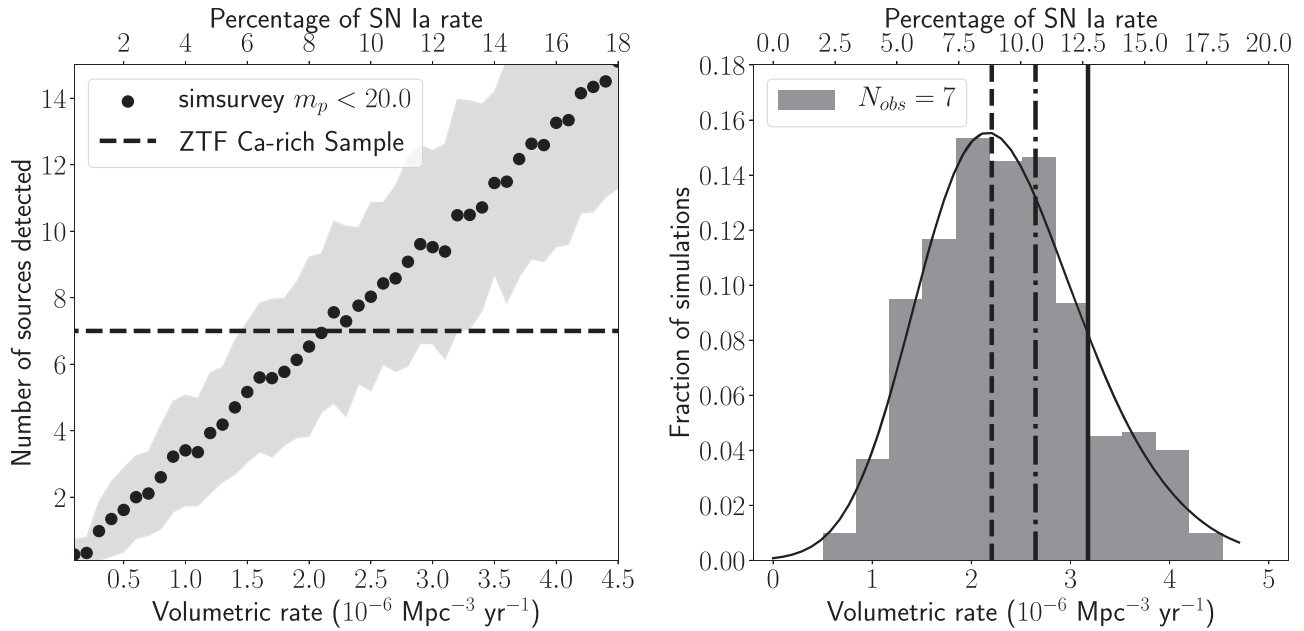 Percentage of SN Ia rate
2 4 6 8 10 12 14 16 18
simsurvey $m_p < 20.0$
ZTF Ca-rich Sample
Number of sources detected
14
12
10
8
6
4
2
0.5 1.0 1.5 2.0 2.5 3.0 3.5 4.0 4.5
Volumetric rate ($10^{-6}$ Mpc$^{-3}$ yr$^{-1}$)
Percentage of SN Ia rate
0.0 2.5 5.0 7.5 10.0 12.5 15.0 17.5 20.0
$N_{obs} = 7$
Fraction of simulations
0.18
0.16
0.14
0.12
0.10
0.08
0.06
0.04
0.02
0.00
0 1 2 3 4 5
Volumetric rate ($10^{-6}$ Mpc$^{-3}$ yr$^{-1}$)